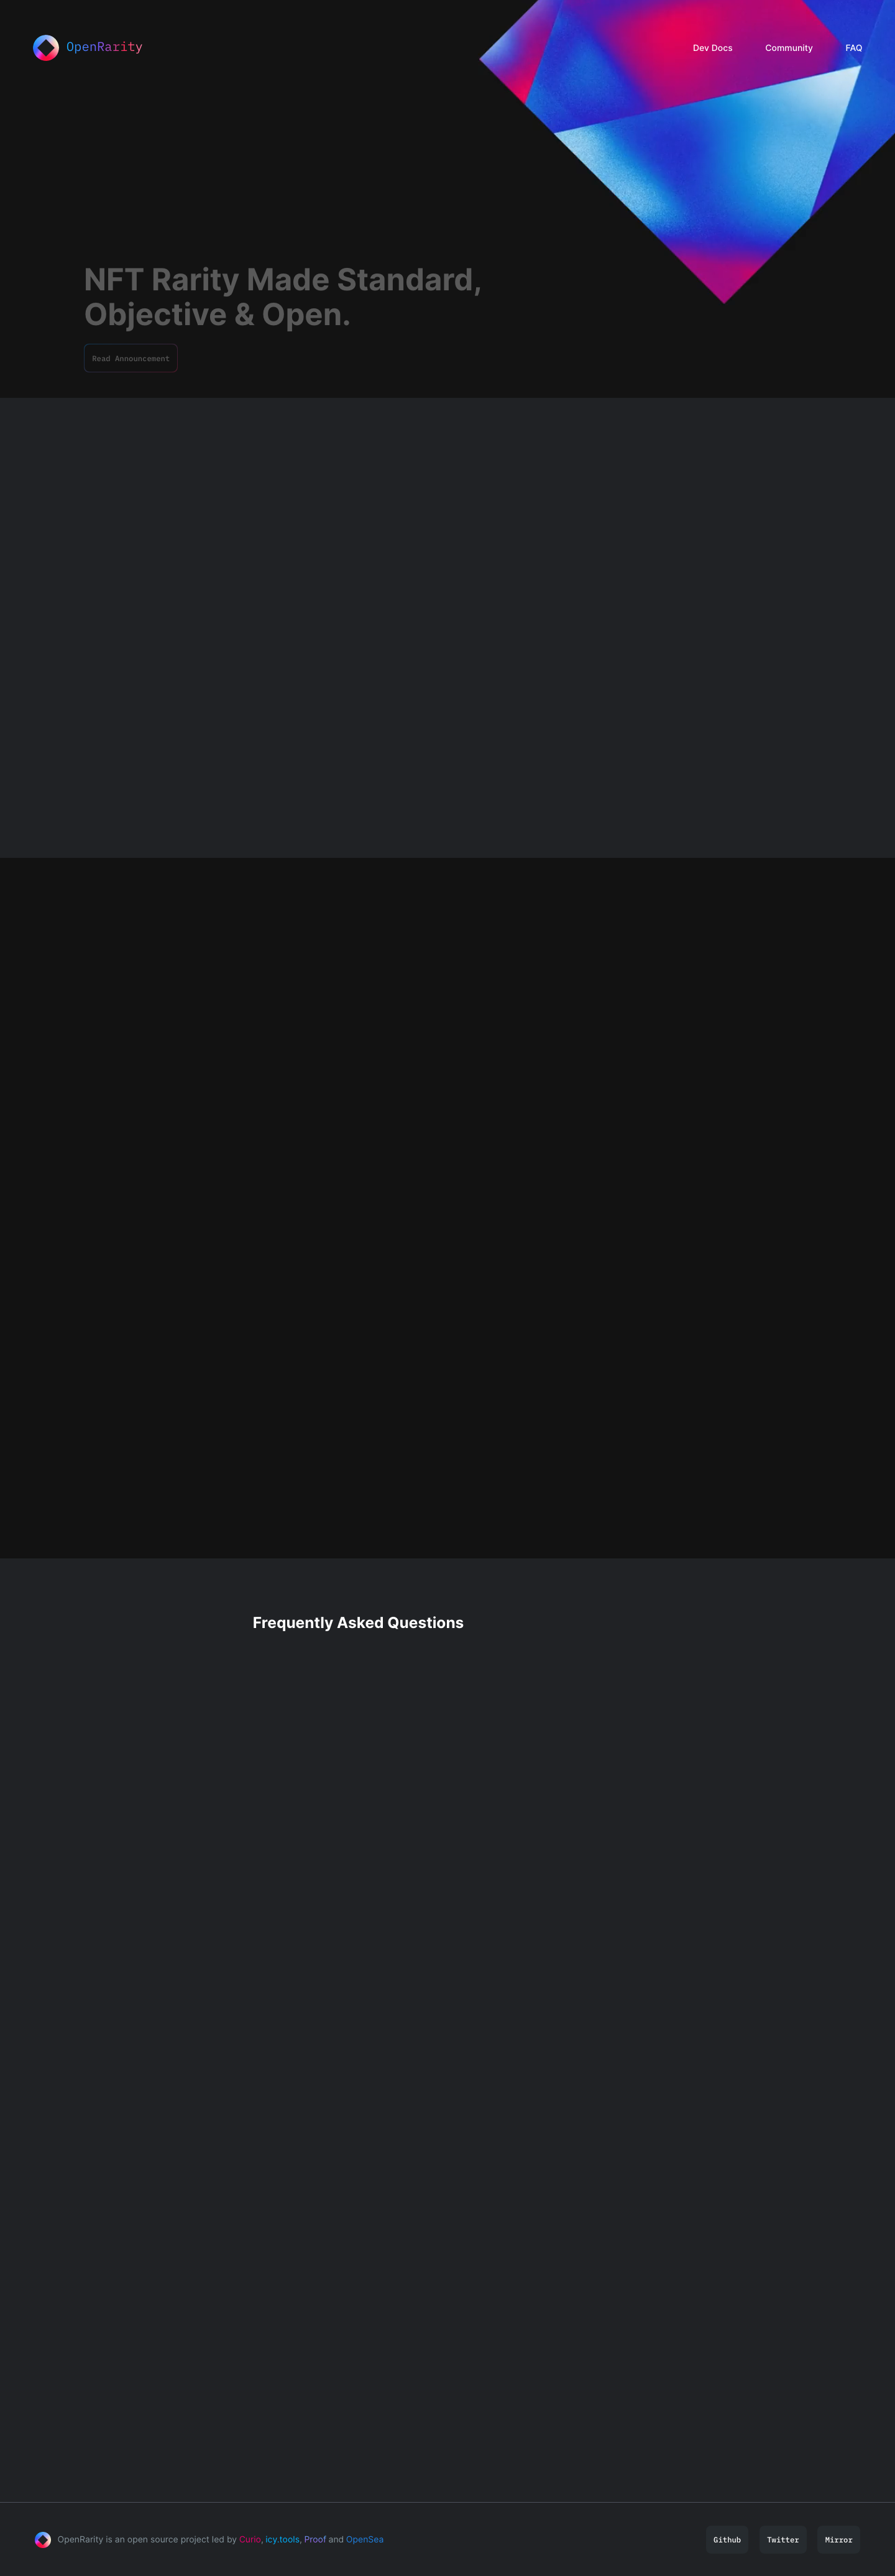 OpenRarity
Dev Docs
Community
FAQ
NFT Rarity Made Standard,
Objective & Open.
Read Announcement
Frequently Asked Questions
OpenRarity is an open source project led by Curio, icy.tools, Proof and OpenSea
Github
Twitter
Mirror